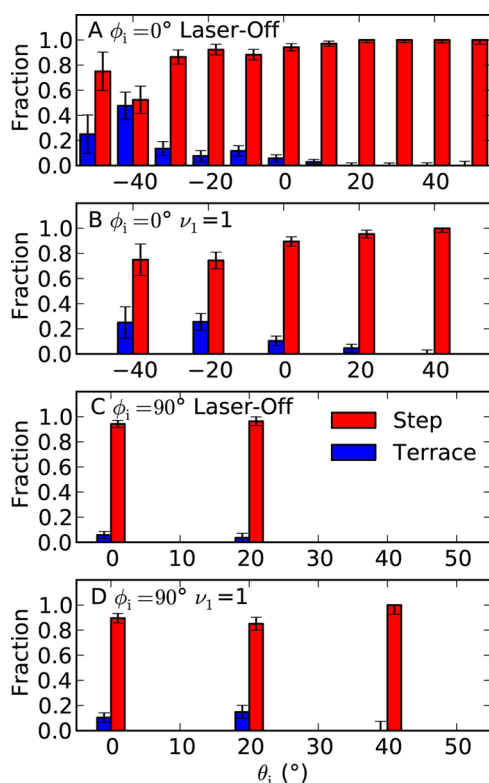 A ϕi=0° Laser-Off
Fraction
1.0
0.8
0.6
0.4
0.2
0.0
−40 −20 0 20 40
B ϕi=0° ν1=1
Fraction
1.0
0.8
0.6
0.4
0.2
0.0
−40 −20 0 20 40
C ϕi=90° Laser-Off
Step
Terrace
Fraction
1.0
0.8
0.6
0.4
0.2
0.0
0 10 20 30 40 50
D ϕi=90° ν1=1
Fraction
1.0
0.8
0.6
0.4
0.2
0.0
0 10 20 30 40 50
θi (°)